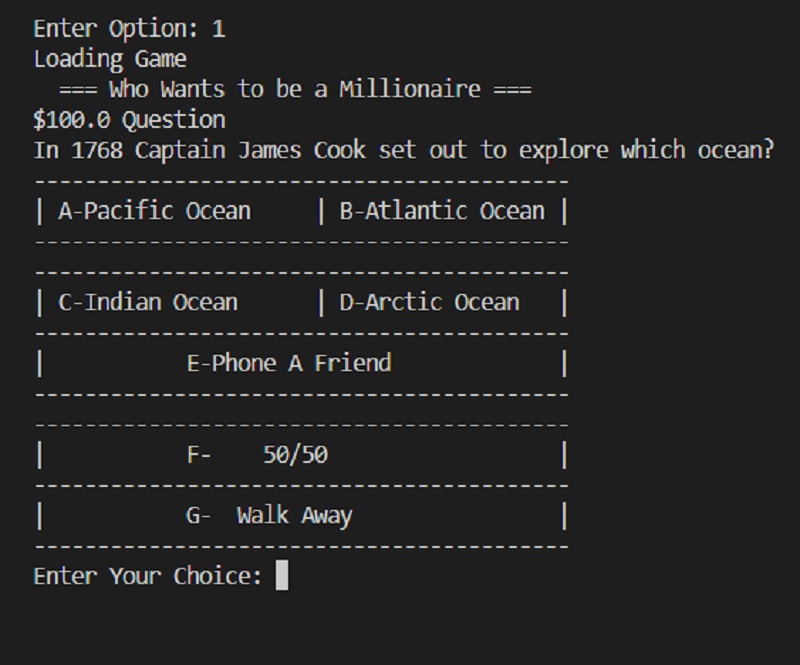 Enter Option: 1
Loading Game
  === Who Wants to be a Millionaire ===
$100.0 Question
In 1768 Captain James Cook set out to explore which ocean?
------------------------------------------
| A-Pacific Ocean     | B-Atlantic Ocean |
------------------------------------------
------------------------------------------
| C-Indian Ocean      | D-Arctic Ocean   |
------------------------------------------
|           E-Phone A Friend             |
------------------------------------------
------------------------------------------
|           F-    50/50                  |
------------------------------------------
|           G-  Walk Away                |
------------------------------------------
Enter Your Choice: